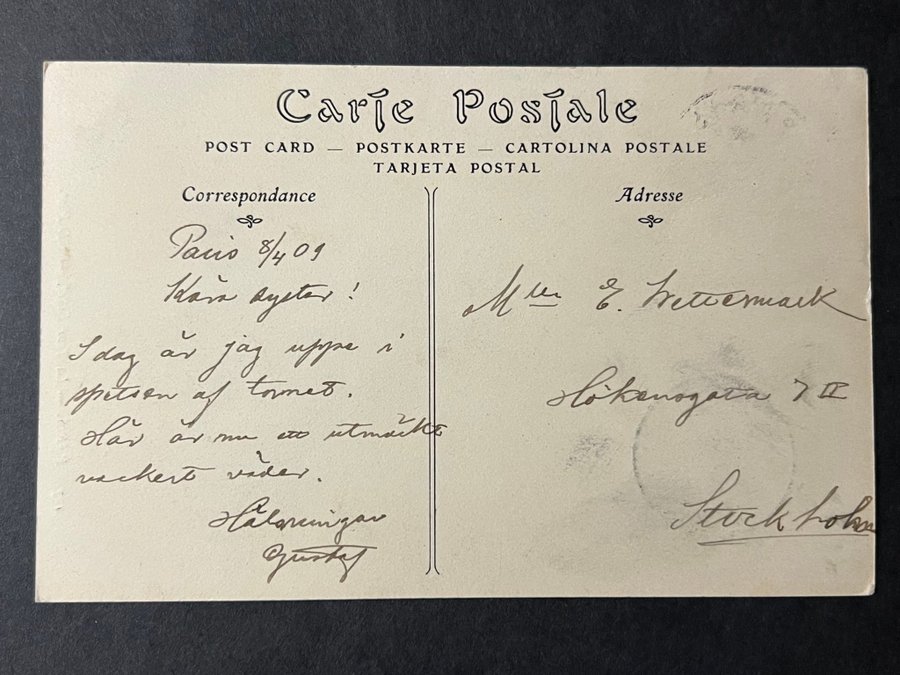 Carte Postale
POST CARD — POSTKARTE — CARTOLINA POSTALE
TARJETA POSTAL
Correspondance
Paris 8/4 09
Kära syster!
I dag är jag uppe i
spetsen af tornet.
Här är nu ett utmärkt
vackert väder.
Hälsningar
Gustaf
Adresse
Mlle E. Wettermark
Hökensgata 7 II
Stockholm